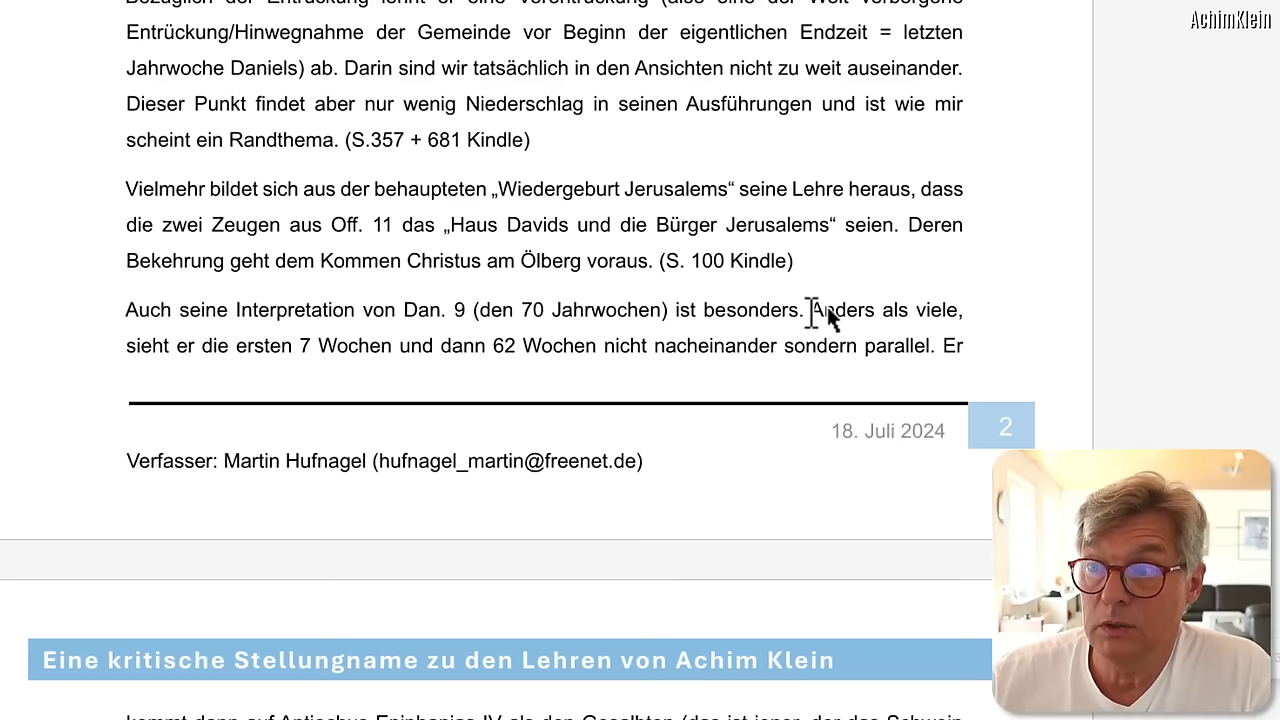 AchimKlein
Entrückung/Hinwegnahme der Gemeinde vor Beginn der eigentlichen Endzeit = letzten
Jahrwoche Daniels) ab. Darin sind wir tatsächlich in den Ansichten nicht zu weit auseinander.
Dieser Punkt findet aber nur wenig Niederschlag in seinen Ausführungen und ist wie mir
scheint ein Randthema. (S.357 + 681 Kindle)
Vielmehr bildet sich aus der behaupteten „Wiedergeburt Jerusalems“ seine Lehre heraus, dass
die zwei Zeugen aus Off. 11 das „Haus Davids und die Bürger Jerusalems“ seien. Deren
Bekehrung geht dem Kommen Christus am Ölberg voraus. (S. 100 Kindle)
Auch seine Interpretation von Dan. 9 (den 70 Jahrwochen) ist besonders. Anders als viele,
sieht er die ersten 7 Wochen und dann 62 Wochen nicht nacheinander sondern parallel. Er
18. Juli 2024 2
Verfasser: Martin Hufnagel (hufnagel_martin@freenet.de)
Eine kritische Stellungname zu den Lehren von Achim Klein